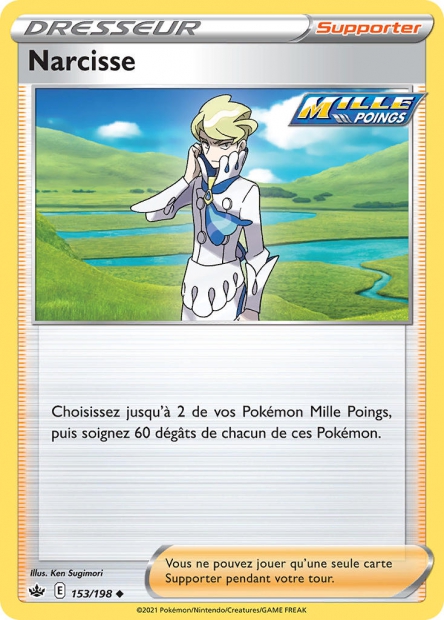 DRESSEUR
Supporter
Narcisse
MILLE
POINGS
Choisissez jusqu'à 2 de vos Pokémon Mille Poings,
puis soignez 60 dégâts de chacun de ces Pokémon.
Illus. Ken Sugimori
Vous ne pouvez jouer qu'une seule carte
Supporter pendant votre tour.
E 153/198 ◆
©2021 Pokémon/Nintendo/Creatures/GAME FREAK